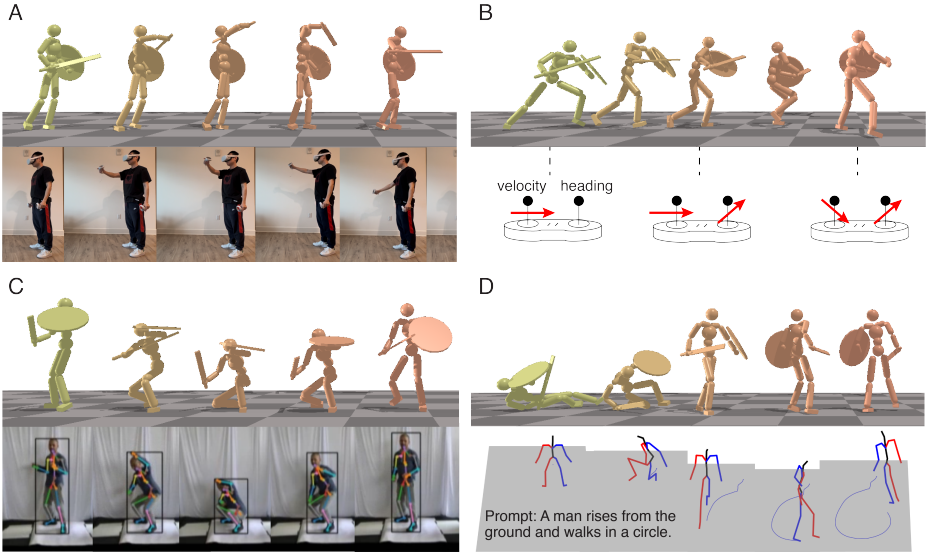 A
B
velocity heading
C
D
Prompt: A man rises from the
ground and walks in a circle.